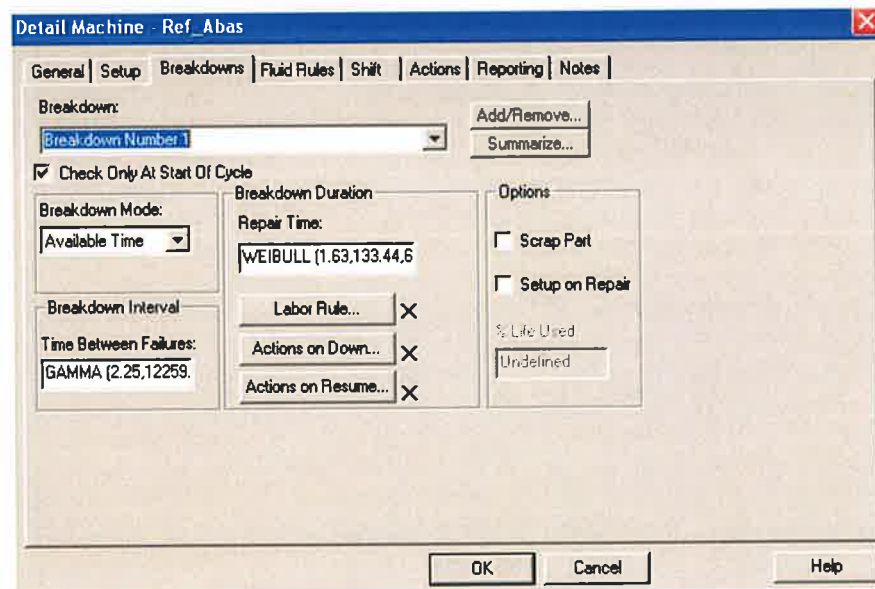 Detail Machine - Ref_Abas
General Setup Breakdowns Fluid Rules Shift Actions Reporting Notes
Breakdown:
Breakdown Number 1
Add/Remove...
Summarize...
Check Only At Start Of Cycle
Breakdown Mode:
Available Time
Breakdown Interval
Time Between Failures:
GAMMA (2.25,12259.
Breakdown Duration
Repair Time:
WEIBULL (1.63,133.44,6
Labor Rule...
Actions on Down...
Actions on Resume...
Options
Scrap Part
Setup on Repair
% Life Used
Undefined
OK Cancel Help